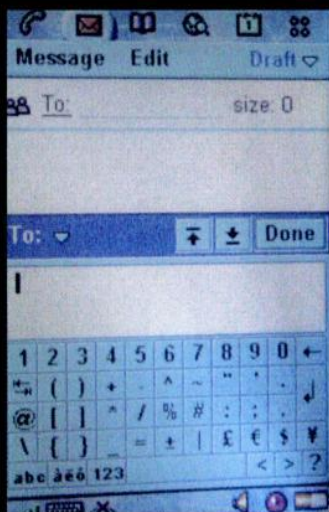 Message Edit Draft
To: size: 0
To: Done
1 2 3 4 5 6 7 8 9 0 ←
( ) +
@ [ ] / % # : ;
\ { } _ = ± | £ € $ ¥
abc àéó 123 < > ?